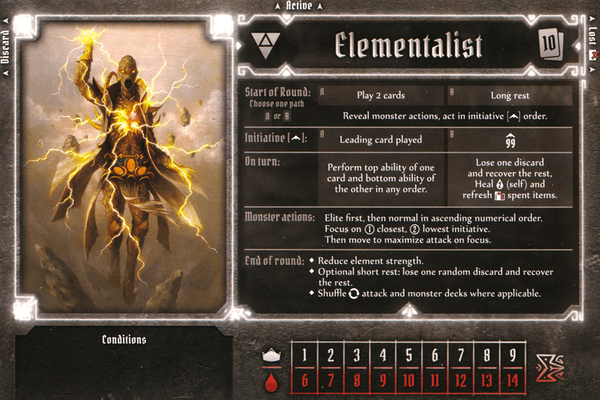 Active
Discard
Lost
Elementalist
10
Start of Round:
Choose one path
A or B
A Play 2 cards
B Long rest
Reveal monster actions, act in initiative [ ] order.
Initiative [ ]:
A Leading card played
B 99
On turn:
Perform top ability of one
card and bottom ability of
the other in any order.
Lose one discard
and recover the rest,
Heal 2 (self) and
refresh spent items.
Monster actions:
Elite first, then normal in ascending numerical order.
Focus on 1 closest, 2 lowest initiative.
Then move to maximize attack on focus.
End of round:
◆ Reduce element strength.
◆ Optional short rest: lose one random discard and recover
the rest.
◆ Shuffle attack and monster decks where applicable.
Conditions
1 2 3 4 5 6 7 8 9
6 7 8 9 10 11 12 13 14